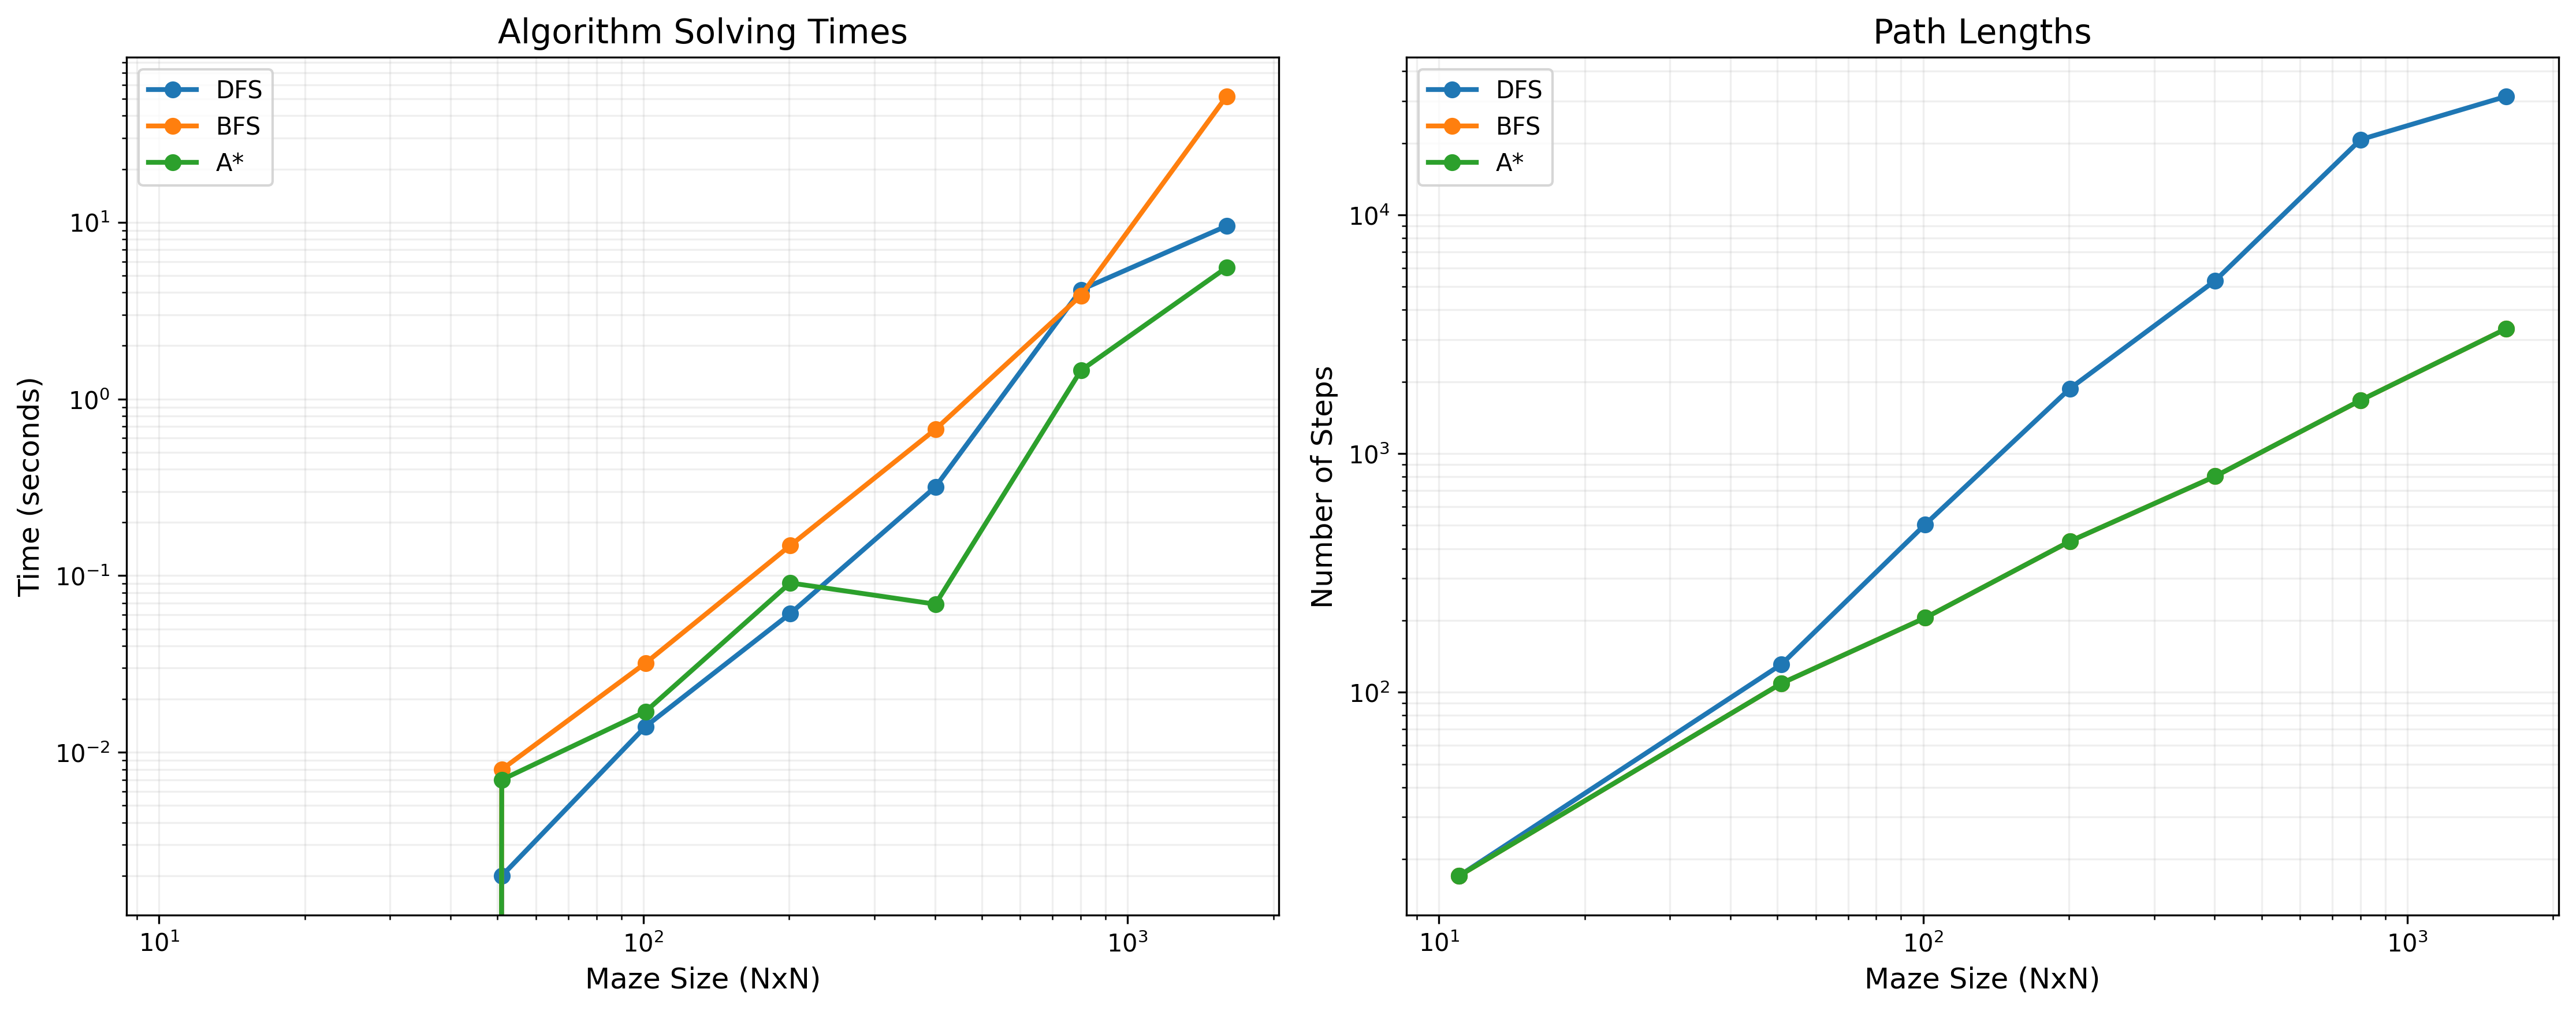 Algorithm Solving Times
DFS
BFS
A*
10¹
10⁰
10⁻¹
10⁻²
Time (seconds)
10¹
10²
10³
Maze Size (NxN)
Path Lengths
DFS
BFS
A*
10⁴
10³
10²
Number of Steps
10¹
10²
10³
Maze Size (NxN)